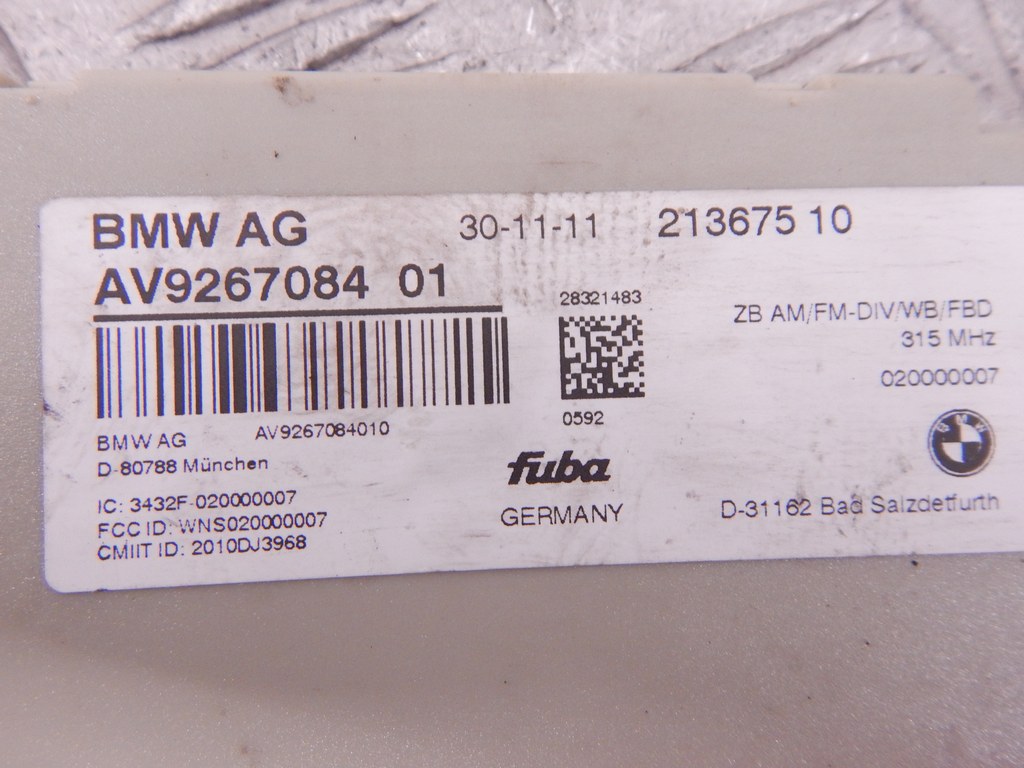 BMW AG 30-11-11 213675 10
AV9267084 01
28321483
ZB AM/FM-DIV/WB/FBD
315 MHz
020000007
0592
AV9267084010
BMW AG
D-80788 München
fuba
GERMANY
BMW
D-31162 Bad Salzdetfurth
IC: 3432F-020000007
FCC ID: WNS020000007
CMIIT ID: 2010DJ3968